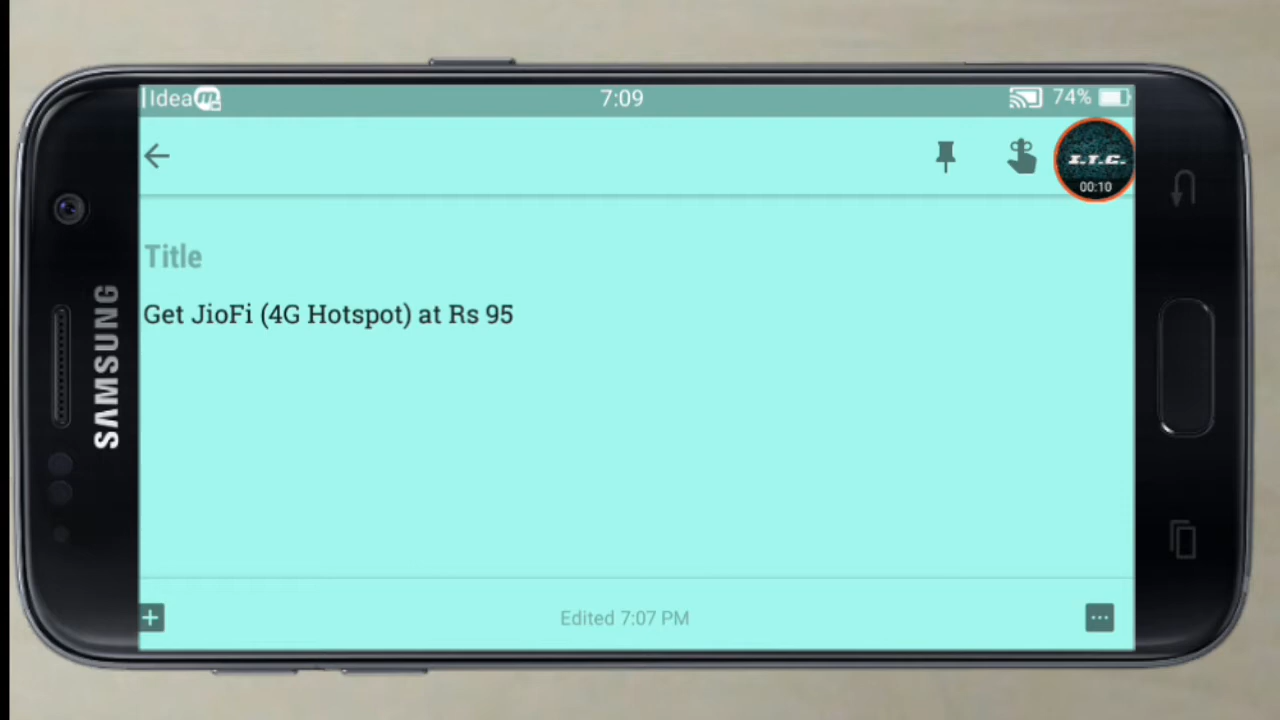 Idea
7:09
74%
I.T.C.
00:10
Title
Get JioFi (4G Hotspot) at Rs 95
Edited 7:07 PM
SAMSUNG